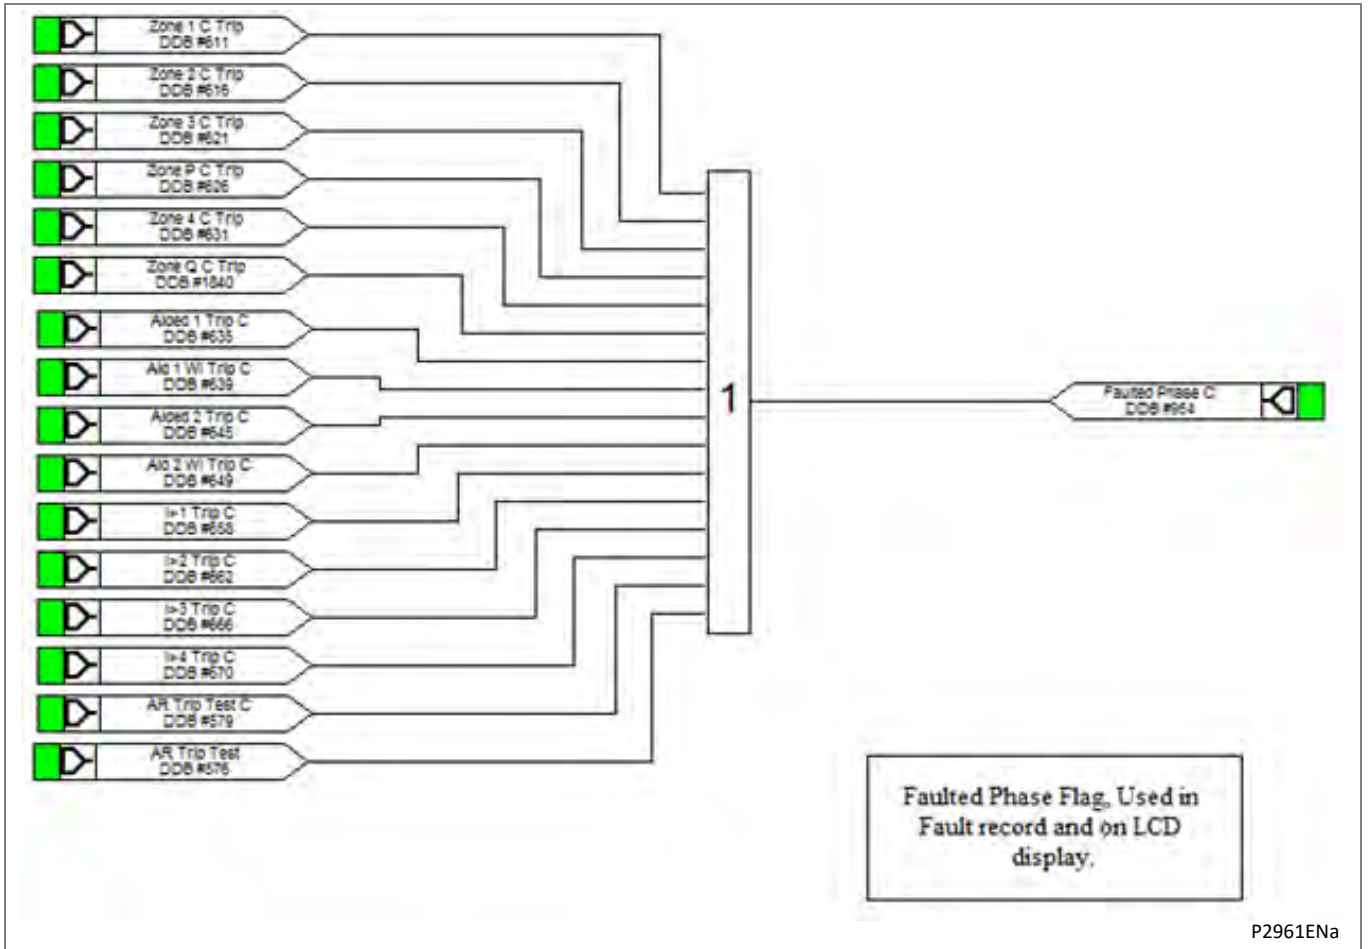 Zone 1 C Trip
DDB #611
Zone 2 C Trip
DDB #616
Zone 3 C Trip
DDB #621
Zone P C Trip
DDB #626
Zone 4 C Trip
DDB #631
Zone Q C Trip
DDB #1840
Aided 1 Trip C
DDB #635
Aid 1 WI Trip C
DDB #639
Aided 2 Trip C
DDB #645
Aid 2 WI Trip C
DDB #649
I>1 Trip C
DDB #658
I>2 Trip C
DDB #662
I>3 Trip C
DDB #666
I>4 Trip C
DDB #670
AR Trip Test C
DDB #579
AR Trip Test
DDB #576
1
Faulted Phase C
DDB #954
Faulted Phase Flag, Used in
Fault record and on LCD
display.
P2961ENa